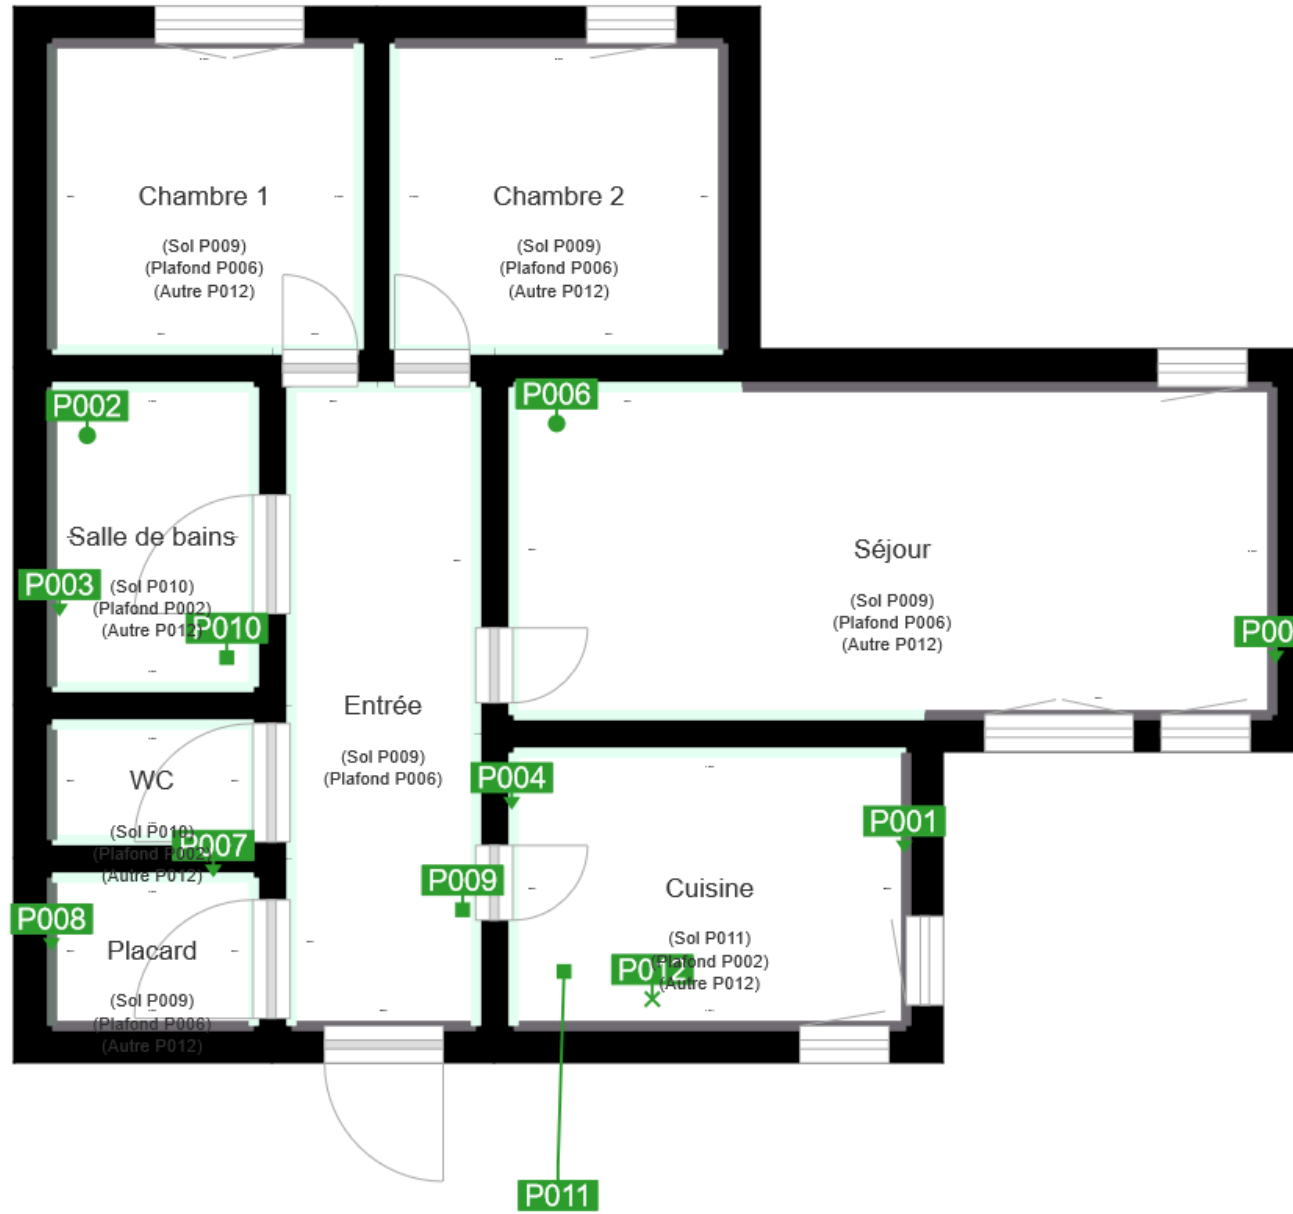 Chambre 1
(Sol P009)
(Plafond P006)
(Autre P012)
Chambre 2
(Sol P009)
(Plafond P006)
(Autre P012)
P002
P006
Salle de bains
P003
(Sol P010)
(Plafond P002)
(Autre P012)
P010
Séjour
(Sol P009)
(Plafond P006)
(Autre P012)
P00
Entrée
(Sol P009)
(Plafond P006)
WC
(Sol P010)
(Plafond P002)
(Autre P012)
P007
P004
P001
P009
Cuisine
(Sol P011)
(Plafond P002)
(Autre P012)
P012
P008
Placard
(Sol P009)
(Plafond P006)
(Autre P012)
P011